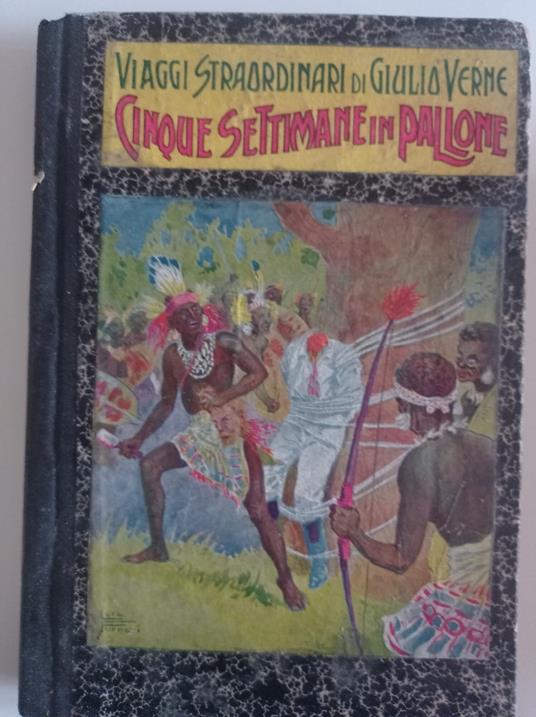 VIAGGI STRAORDINARI DI GIULIO VERNE
CINQUE SETTIMANE IN PALLONE